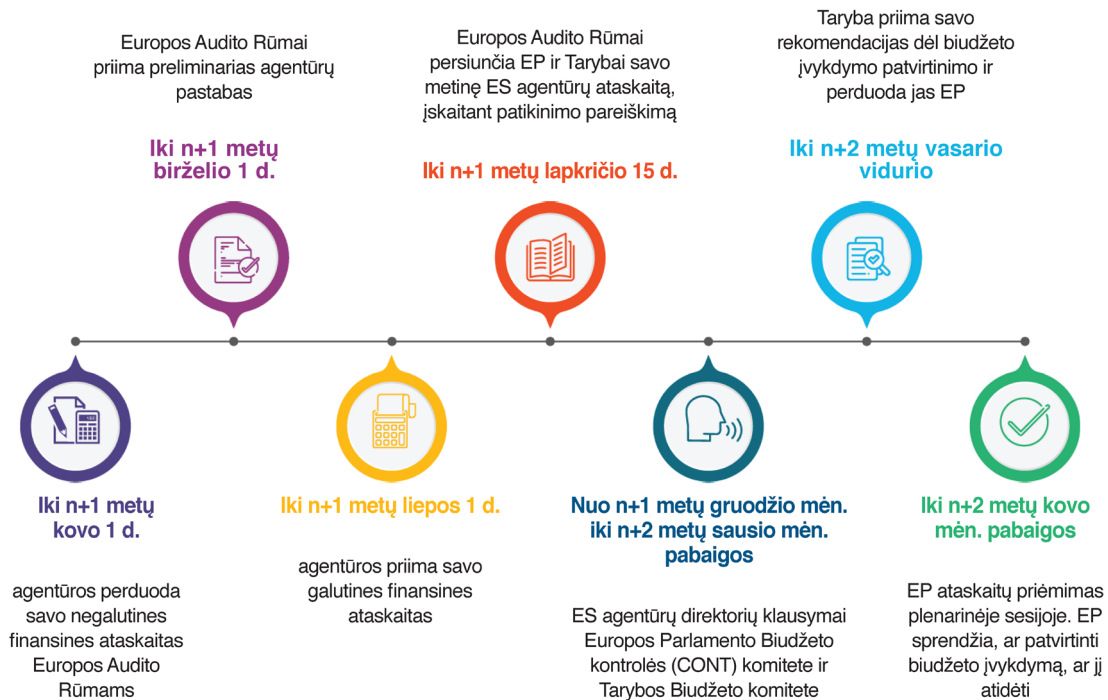 Europos Audito Rūmai
priima preliminarias agentūrų
pastabas
Iki n+1 metų
birželio 1 d.
Europos Audito Rūmai
persiunčia EP ir Tarybai savo
metinę ES agentūrų ataskaitą,
įskaitant patikinimo pareiškimą
Iki n+1 metų lapkričio 15 d.
Taryba priima savo
rekomendacijas dėl biudžeto
įvykdymo patvirtinimo ir
perduoda jas EP
Iki n+2 metų vasario
vidurio
Iki n+1 metų
kovo 1 d.
agentūros perduoda
savo negalutines
finansines ataskaitas
Europos Audito
Rūmams
Iki n+1 metų liepos 1 d.
agentūros priima savo
galutines finansines
ataskaitas
Nuo n+1 metų gruodžio mėn.
iki n+2 metų sausio mėn.
pabaigos
ES agentūrų direktorių klausymai
Europos Parlamento Biudžeto
kontrolės (CONT) komitete ir
Tarybos Biudžeto komitete
Iki n+2 metų kovo
mėn. pabaigos
EP ataskaitų priėmimas
plenarinėje sesijoje. EP
sprendžia, ar patvirtinti
biudžeto įvykdymą, ar jį
atidėti